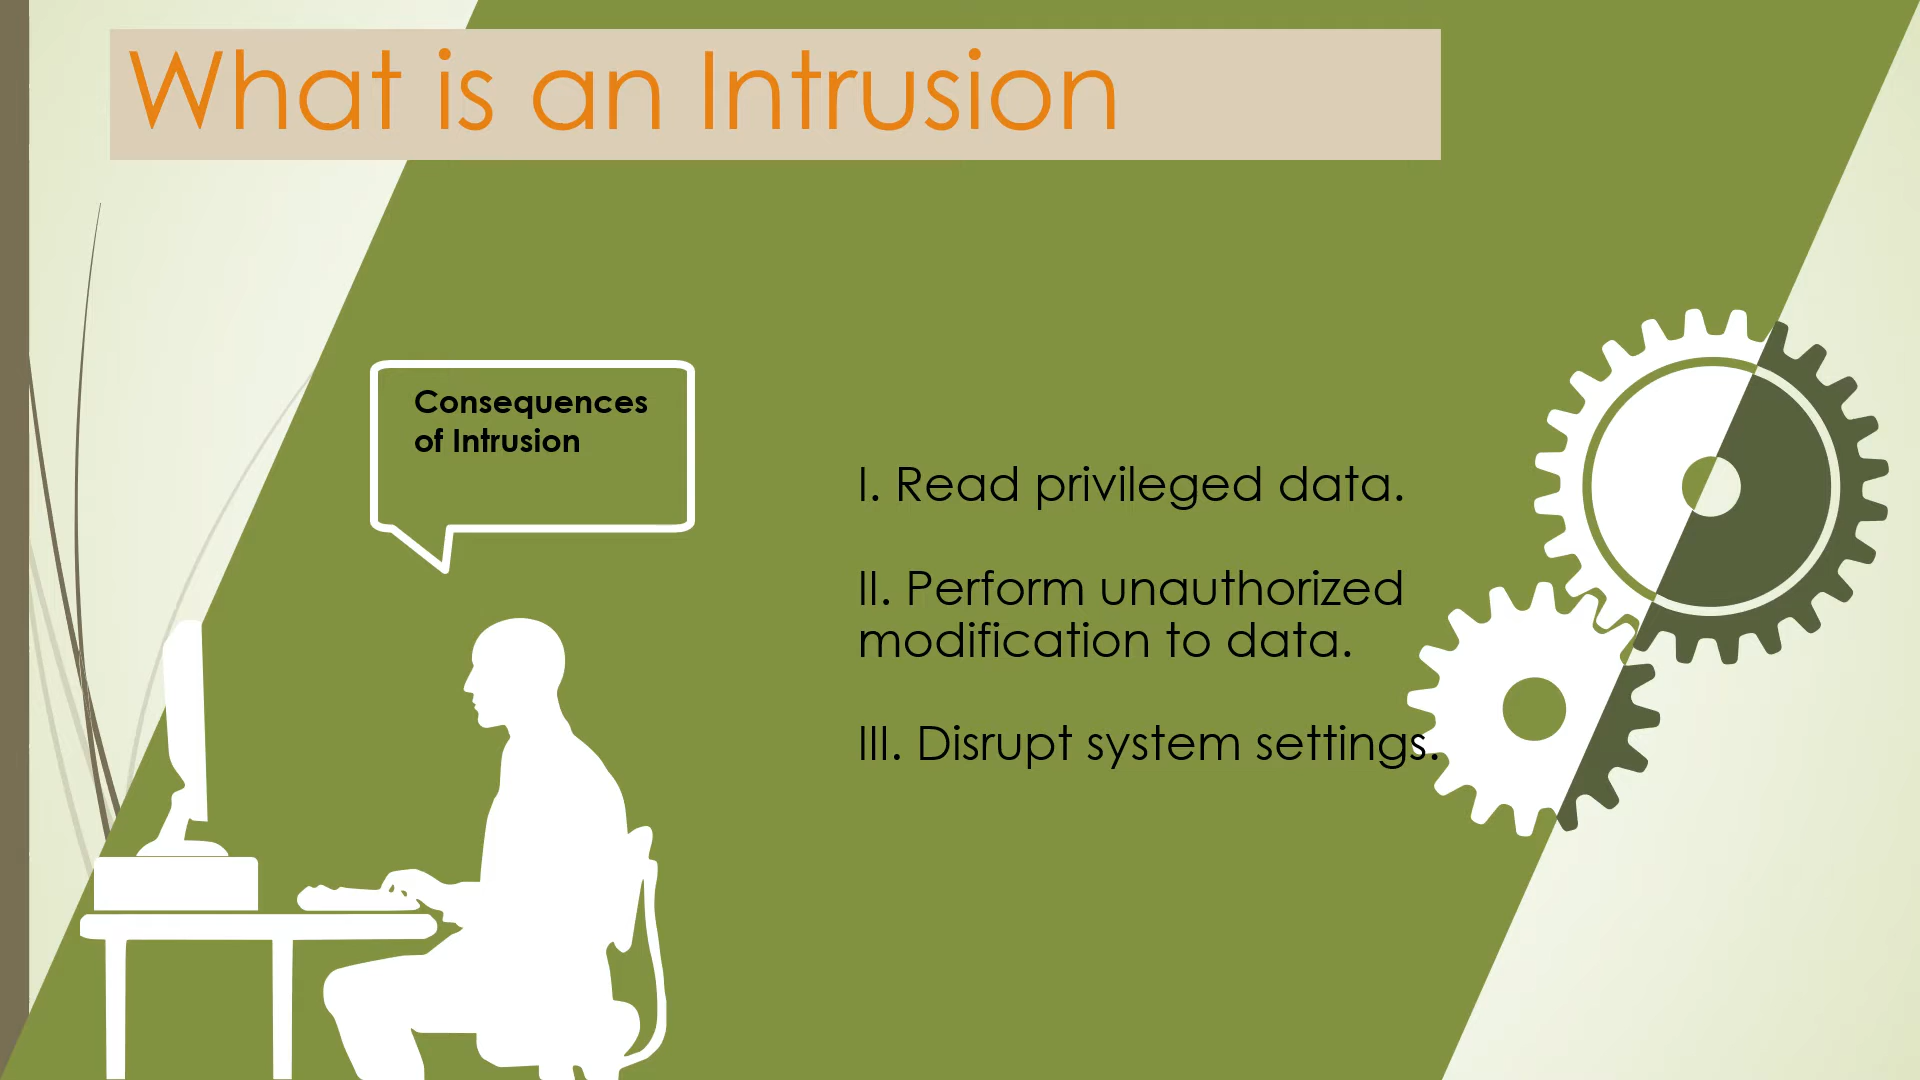 What is an Intrusion
Consequences
of Intrusion
I. Read privileged data.
II. Perform unauthorized
modification to data.
III. Disrupt system settings.